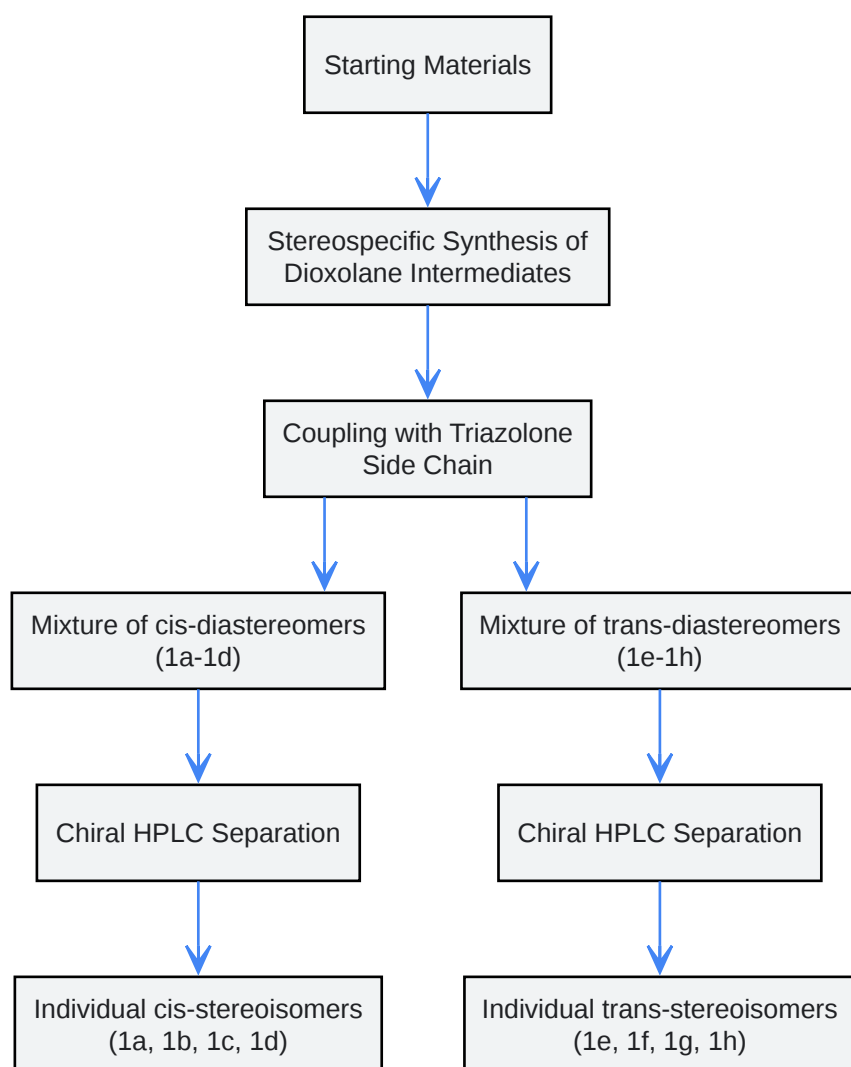 Starting Materials
Stereospecific Synthesis of
Dioxolane Intermediates
Coupling with Triazolone
Side Chain
Mixture of cis-diastereomers
(1a-1d)
Mixture of trans-diastereomers
(1e-1h)
Chiral HPLC Separation
Chiral HPLC Separation
Individual cis-stereoisomers
(1a, 1b, 1c, 1d)
Individual trans-stereoisomers
(1e, 1f, 1g, 1h)